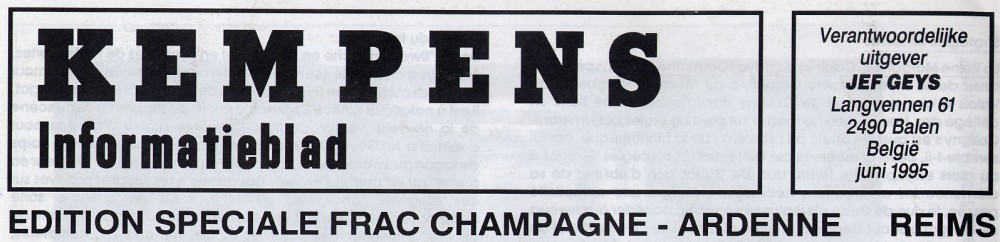 KEMPENS
Informatieblad
Verantwoordelijke
uitgever
JEF GEYS
Langvennen 61
2490 Balen
België
juni 1995
EDITION SPECIALE FRAC CHAMPAGNE - ARDENNE REIMS